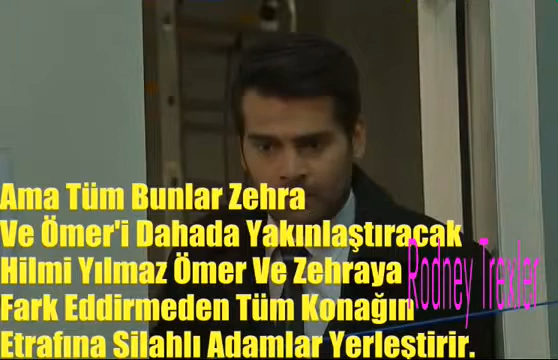 Ama Tüm Bunlar Zehra
Ve Ömer'i Dahada Yakınlaştıracak
Hilmi Yılmaz Ömer Ve Zehraya
Fark Eddirmeden Tüm Konağın
Etrafına Silahlı Adamlar Yerleştirir.
Rodney Traxler